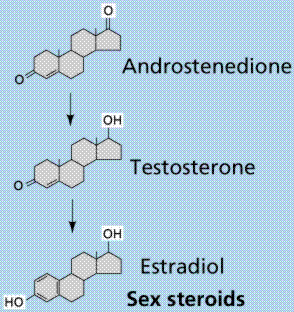 O
Androstenedione
O
OH
Testosterone
O
OH
Estradiol
HO
Sex steroids